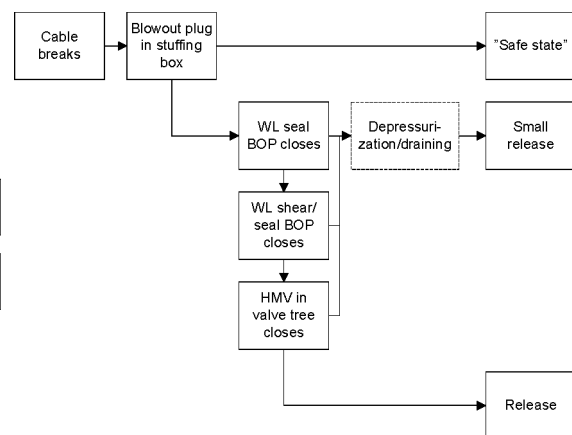 Cable
breaks
Blowout plug
in stuffing
box
"Safe state"
WL seal
BOP closes
Depressuri-
zation/draining
Small
release
WL shear/
seal BOP
closes
HMV in
valve tree
closes
Release